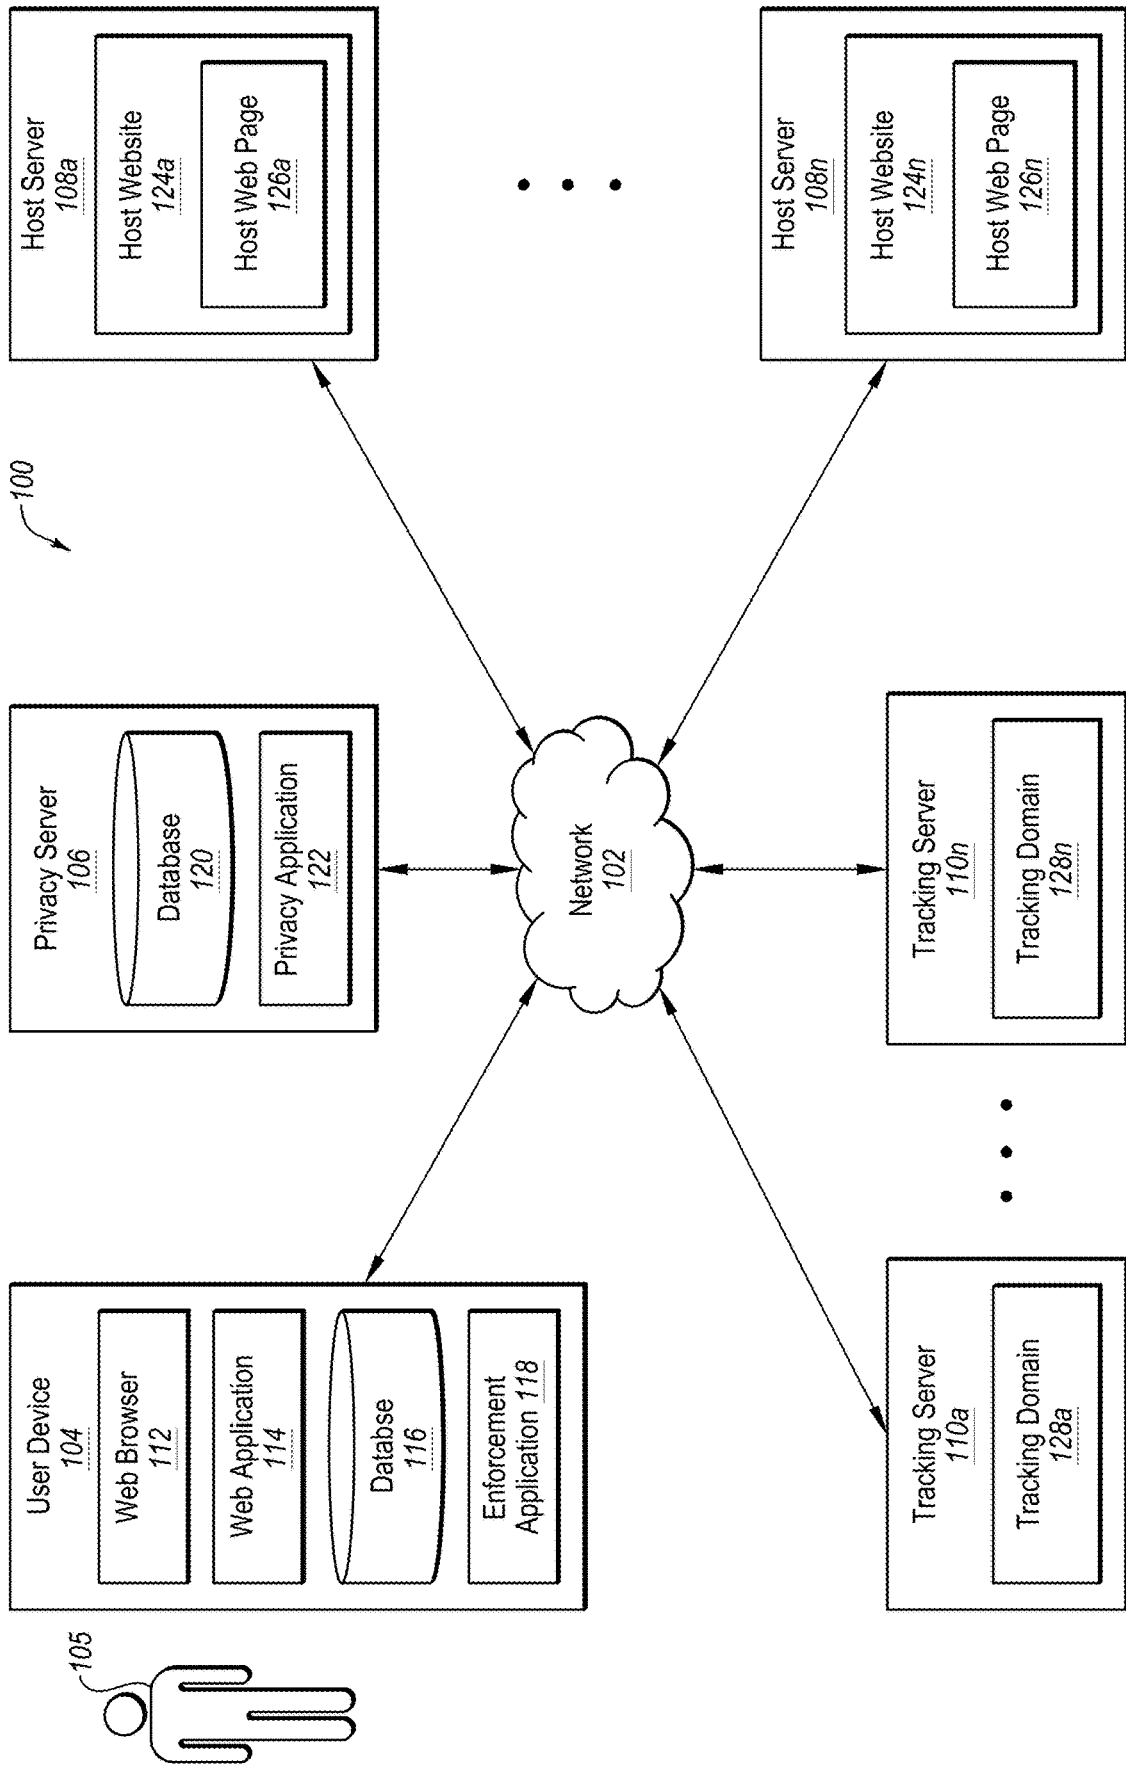 100
105
User Device
104
Web Browser
112
Web Application
114
Databse
116
Enforcement
Application 118
Privacy Server
106
Database
120
Privacy Application
122
Host Server
108a
Host Website
124a
Host Web Page
126a
Network
102
Tracking Server
110a
Tracking Domain
128a
Tracking Server
110n
Tracking Domain
128n
Host Server
108n
Host Website
124n
Host Web Page
126n